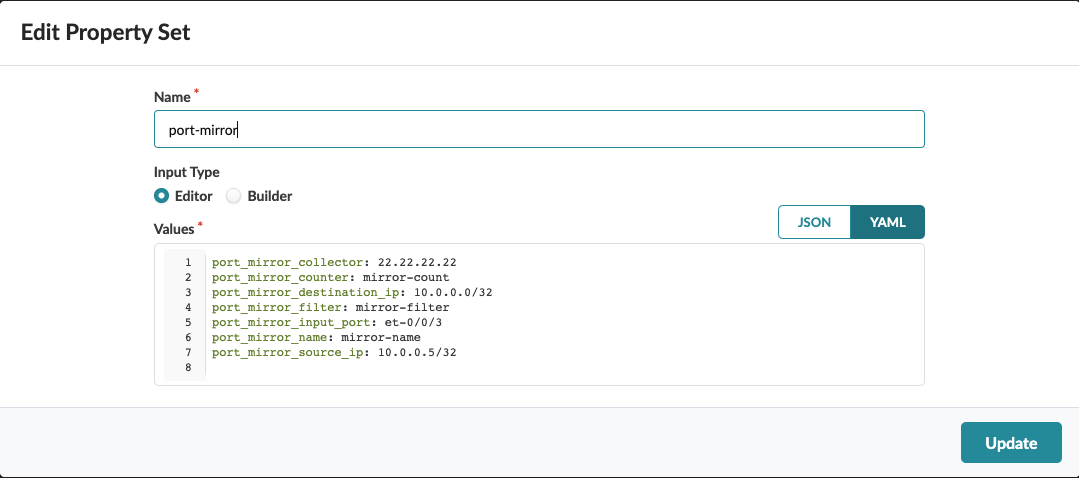 Edit Property Set
Name *
port-mirror
Input Type
Editor Builder
Values *
JSON YAML
1 port_mirror_collector: 22.22.22.22
2 port_mirror_counter: mirror-count
3 port_mirror_destination_ip: 10.0.0.0/32
4 port_mirror_filter: mirror-filter
5 port_mirror_input_port: et-0/0/3
6 port_mirror_name: mirror-name
7 port_mirror_source_ip: 10.0.0.5/32
8
Update